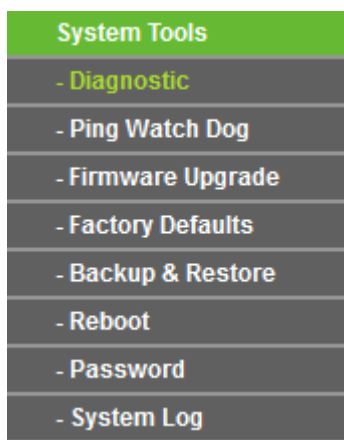 System Tools
- Diagnostic
- Ping Watch Dog
- Firmware Upgrade
- Factory Defaults
- Backup & Restore
- Reboot
- Password
- System Log